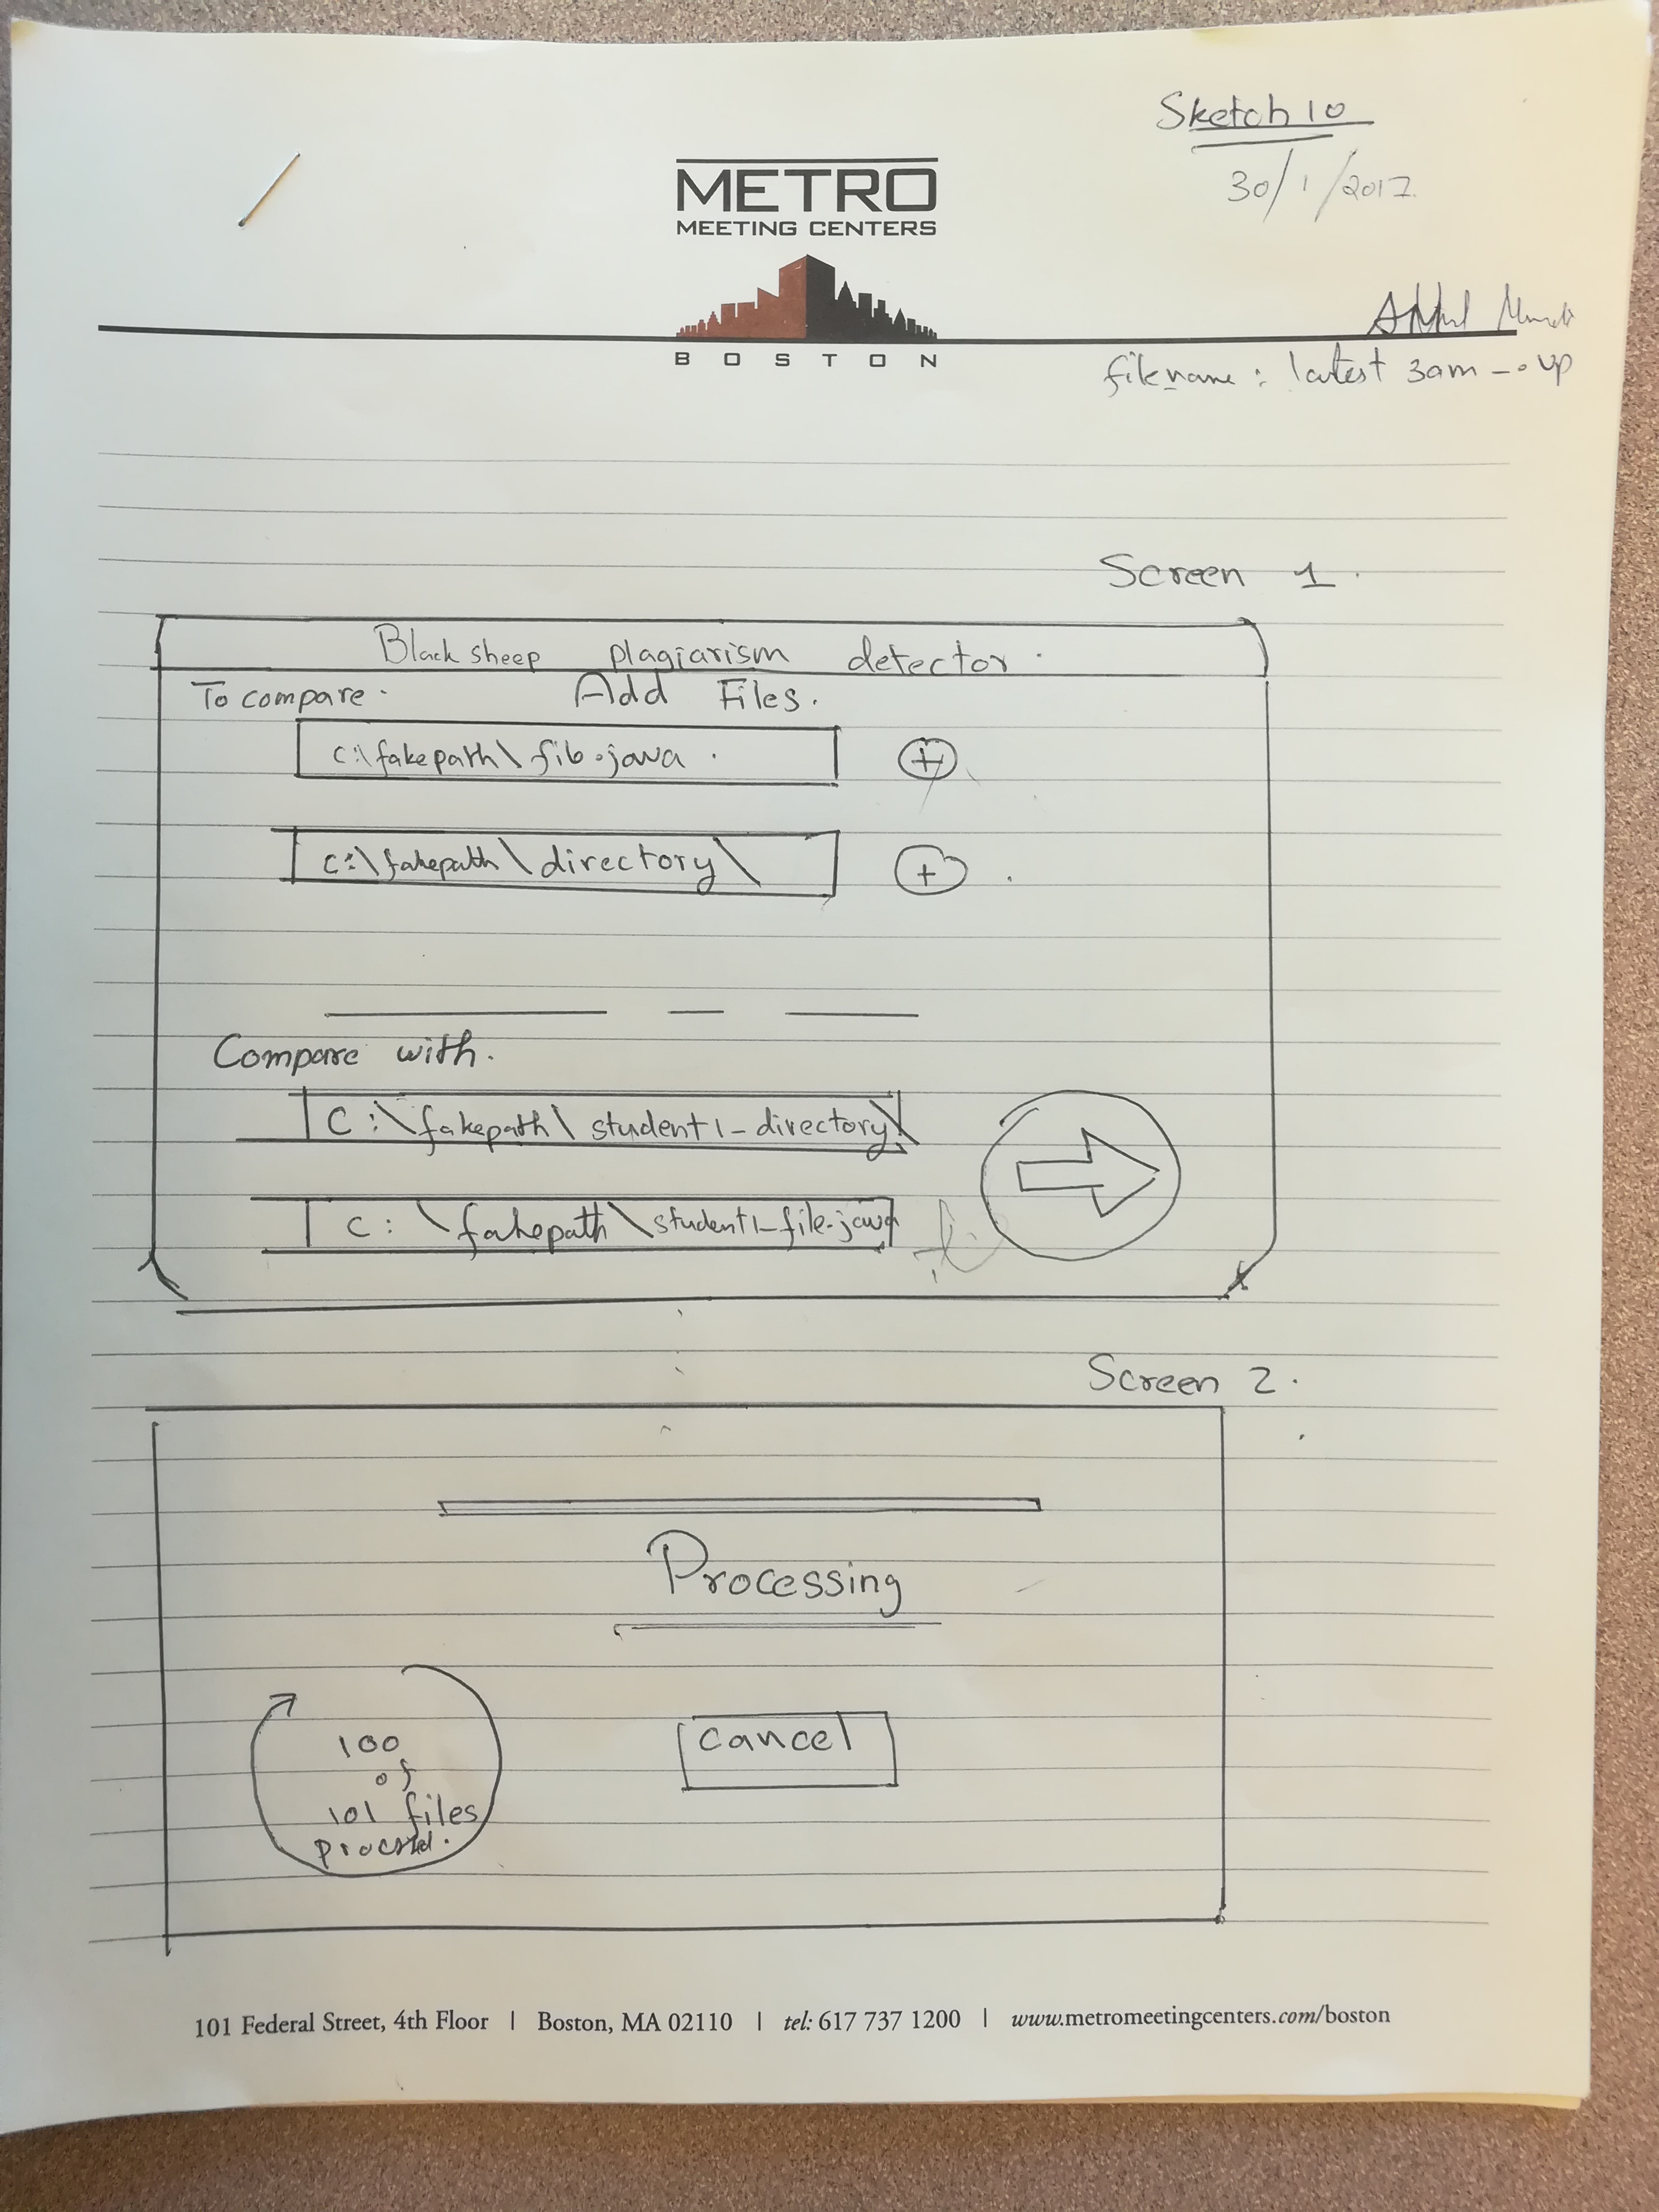 Sketch 10
30/1/2017
METRO
MEETING CENTERS
BOSTON
filename: latest 3am-.up
Screen 1.
Black sheep plagiarism detector.
To compare. Add Files.
C:\fakepath\fib.java
+
C:\fakepath\directory\
+
Compare with.
C:\fakepath\student1-directory\
C:\fakepath\student1-file.java
Screen 2.
Processing
100
of
101 files
cancel
101 Federal Street, 4th Floor | Boston, MA 02110 | tel: 617 737 1200 | www.metromeetingcenters.com/boston